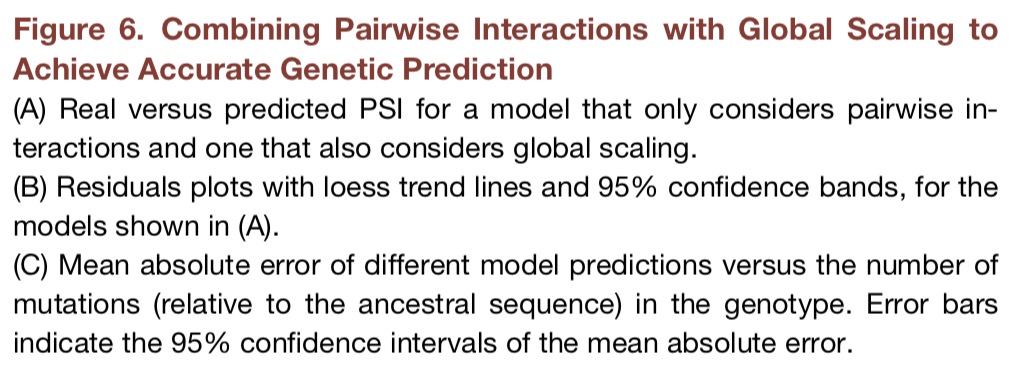 Figure 6. Combining Pairwise Interactions with Global Scaling to
Achieve Accurate Genetic Prediction
(A) Real versus predicted PSI for a model that only considers pairwise in-
teractions and one that also considers global scaling.
(B) Residuals plots with loess trend lines and 95% confidence bands, for the
models shown in (A).
(C) Mean absolute error of different model predictions versus the number of
mutations (relative to the ancestral sequence) in the genotype. Error bars
indicate the 95% confidence intervals of the mean absolute error.